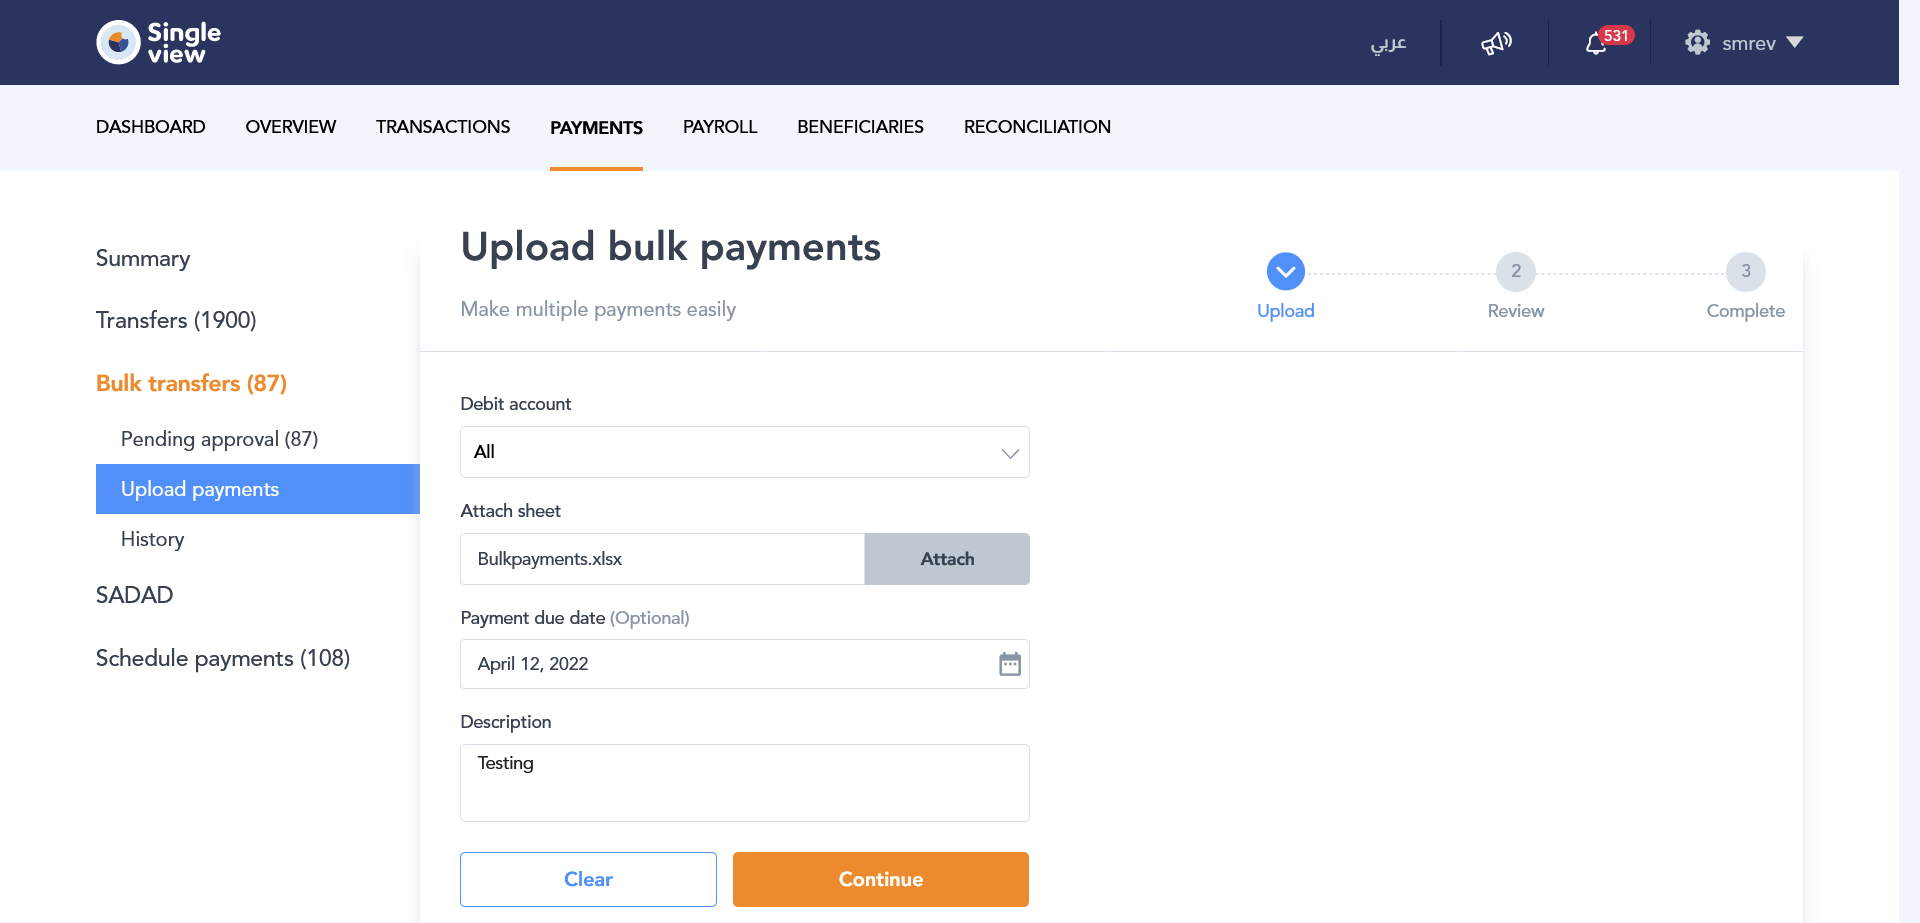 Single
view
عربي
531
smrev
DASHBOARD
OVERVIEW
TRANSACTIONS
PAYMENTS
PAYROLL
BENEFICIARIES
RECONCILIATION
Summary
Transfers (1900)
Bulk transfers (87)
Pending approval (87)
Upload payments
History
SADAD
Schedule payments (108)
Upload bulk payments
Make multiple payments easily
2
3
Upload
Review
Complete
Debit account
All
Attach sheet
Bulkpayments.xlsx
Attach
Payment due date (Optional)
April 12, 2022
Description
Testing
Clear
Continue